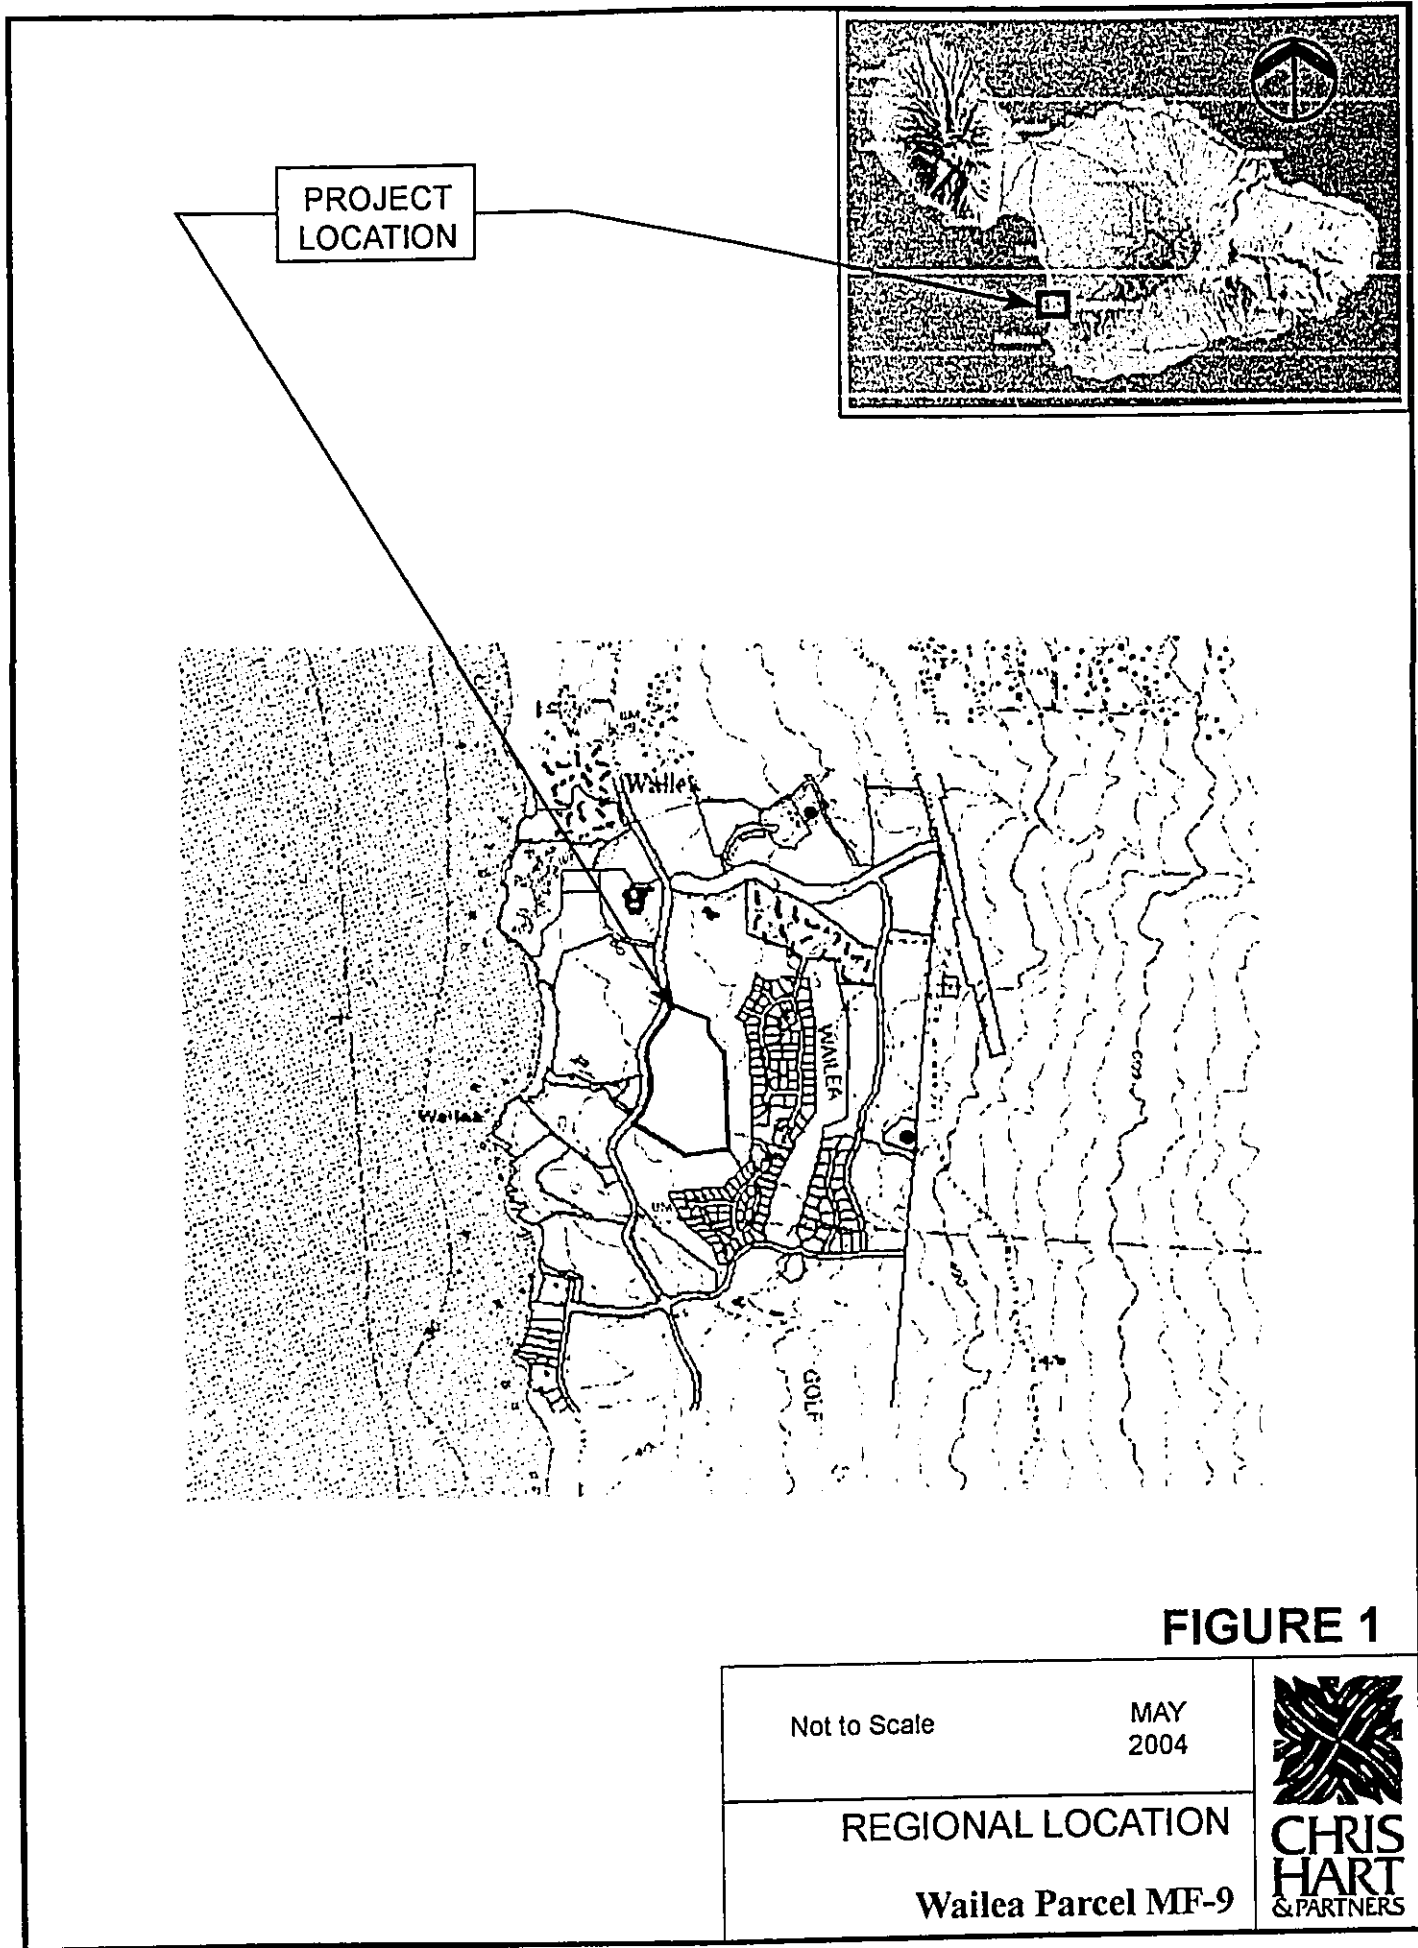 PROJECT
LOCATION
Wailea
WAILEA
Wailea
UM
GOLF
FIGURE 1
Not to Scale
MAY
2004
REGIONAL LOCATION
Wailea Parcel MF-9
CHRIS
HART
& PARTNERS